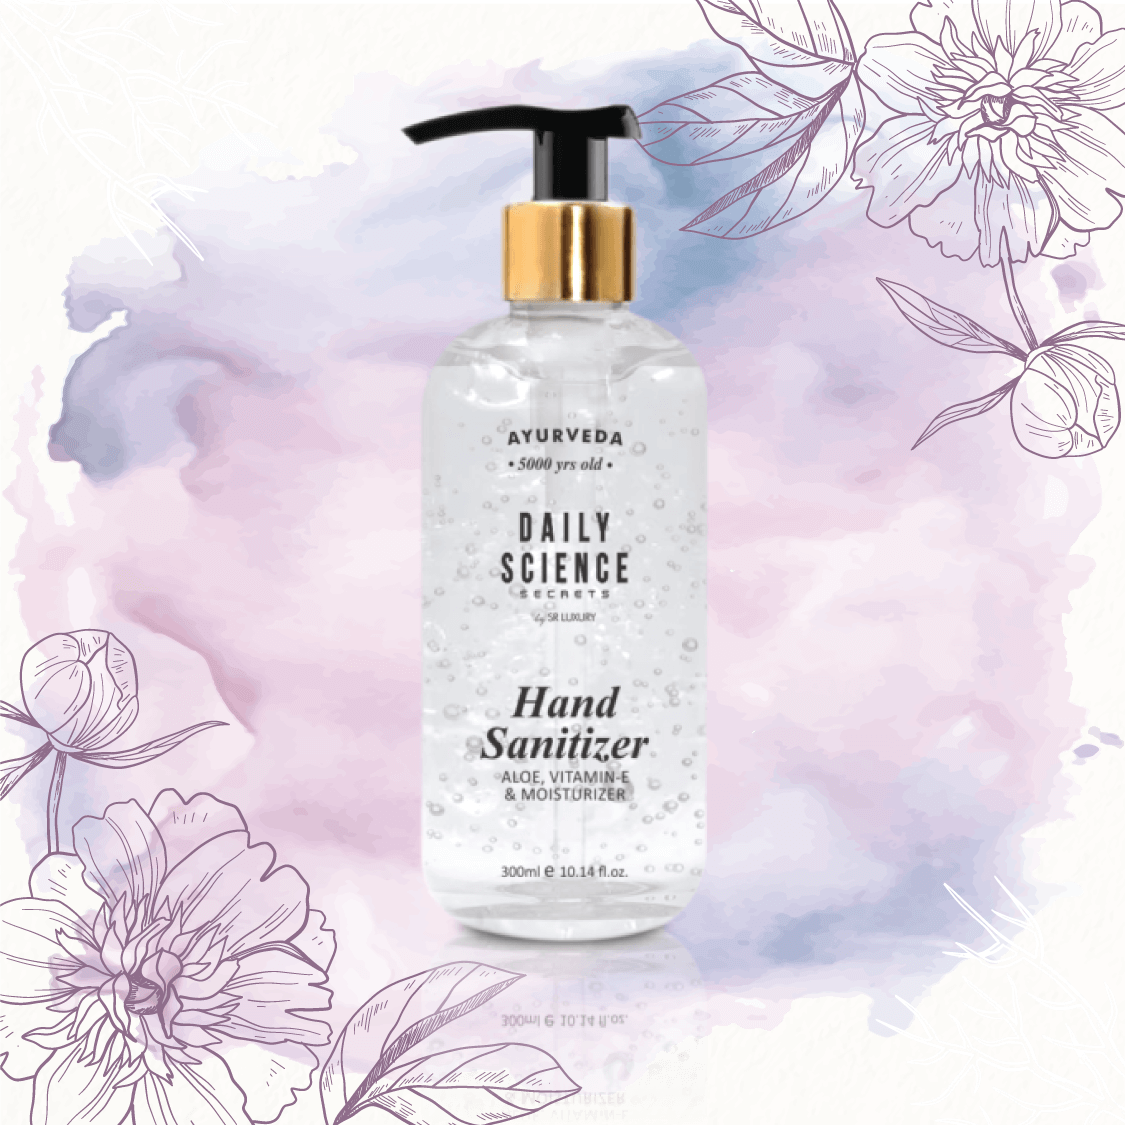 AYURVEDA
• 5000 yrs old •
DAILY
SCIENCE
SECRETS
by SR LUXURY
Hand
Sanitizer
ALOE, VITAMIN-E
& MOISTURIZER
300ml e 10.14 fl.oz.